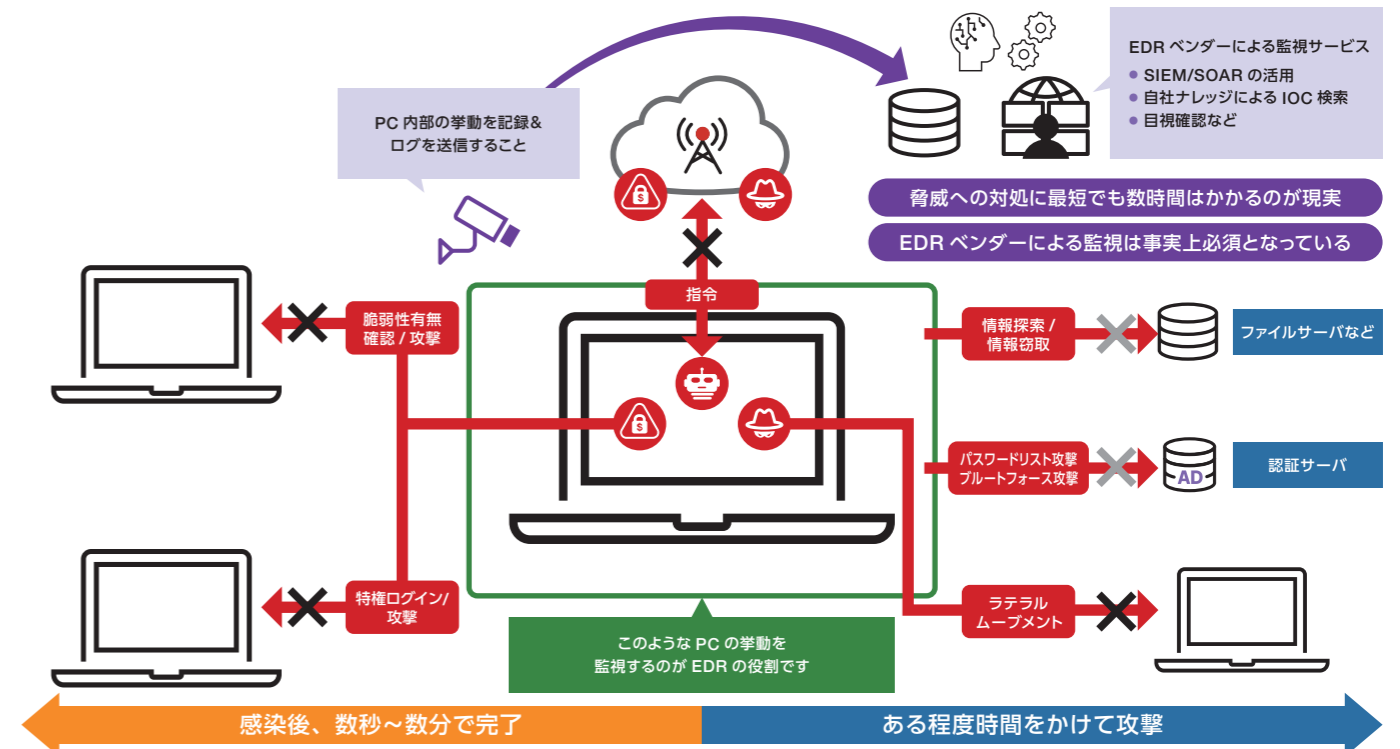 PC 内部の挙動を記録&
ログを送信すること
EDR ベンダーによる監視サービス
● SIEM/SOAR の活用
● 自社ナレッジによる IOC 検索
● 目視確認など
脅威への対処に最短でも数時間はかかるのが現実
EDR ベンダーによる監視は事実上必須となっている
指令
脆弱性有無
確認 / 攻撃
特権ログイン/
攻撃
$
$
情報探索 /
情報窃取
ファイルサーバなど
パスワードリスト攻撃
ブルートフォース攻撃
AD
認証サーバ
ラテラル
ムーブメント
このような PC の挙動を
監視するのが EDR の役割です
感染後、数秒~数分で完了
ある程度時間をかけて攻撃